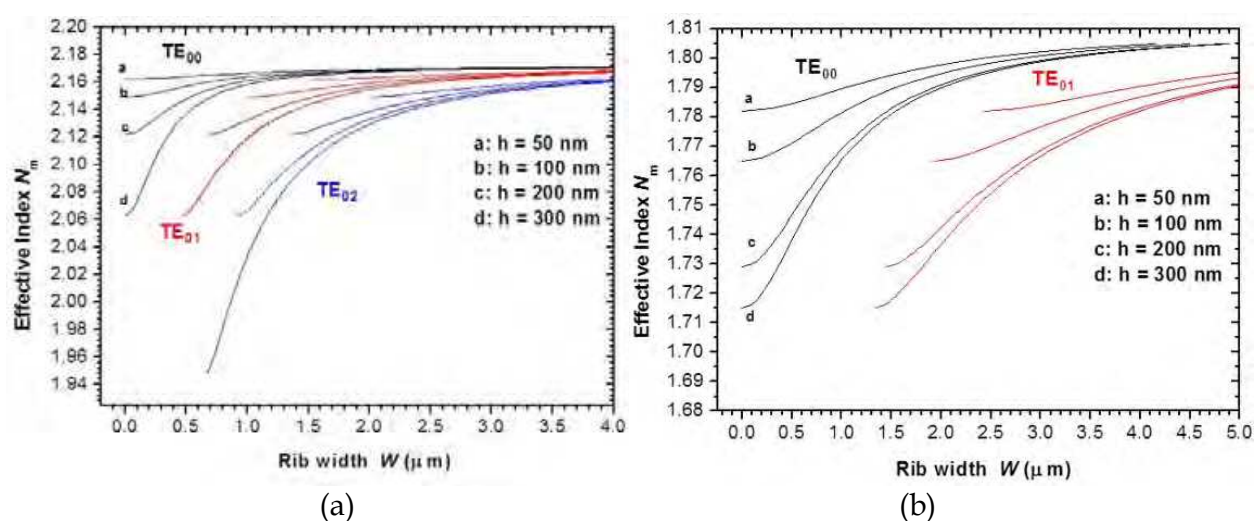 2.20
2.18
2.16
2.14
2.12
2.10
2.08
2.06
2.04
2.02
2.00
1.98
1.96
1.94
Effective Index Nm
TE00
a
b
c
d
TE01
TE02
a: h = 50 nm
b: h = 100 nm
c: h = 200 nm
d: h = 300 nm
0.0 0.5 1.0 1.5 2.0 2.5 3.0 3.5 4.0
Rib width W (μm)
(a)
1.81
1.80
1.79
1.78
1.77
1.76
1.75
1.74
1.73
1.72
1.71
1.70
1.69
1.68
Effective Index Nm
TE00
TE01
a
b
c
d
a: h = 50 nm
b: h = 100 nm
c: h = 200 nm
d: h = 300 nm
0.0 0.5 1.0 1.5 2.0 2.5 3.0 3.5 4.0 4.5 5.0
Rib width W (μm)
(b)